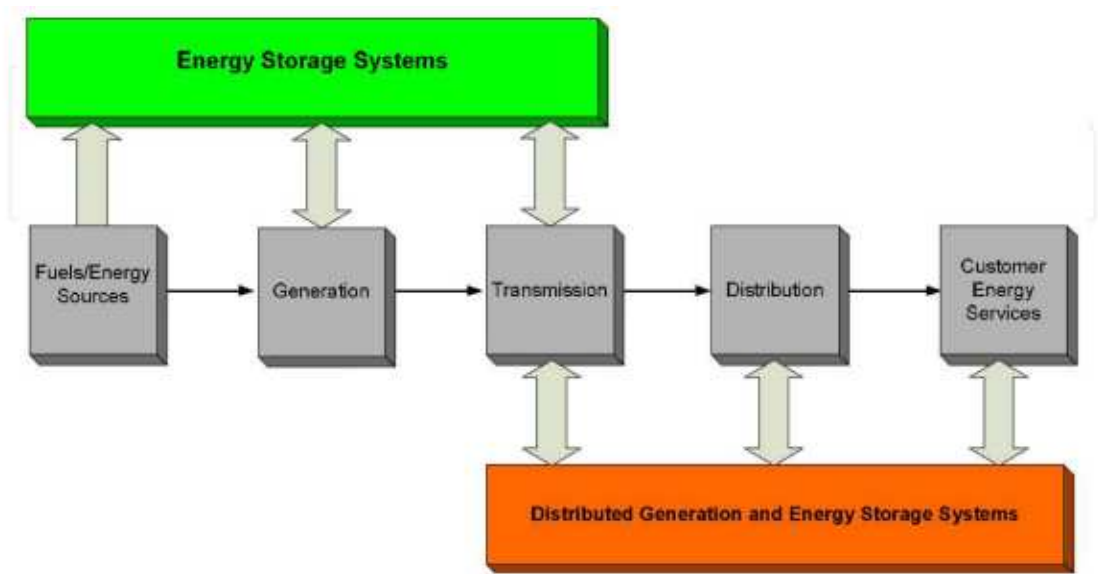 Energy Storage Systems
Fuels/Energy
Sources
Generation
Transmission
Distribution
Customer
Energy
Services
Distributed Generation and Energy Storage Systems